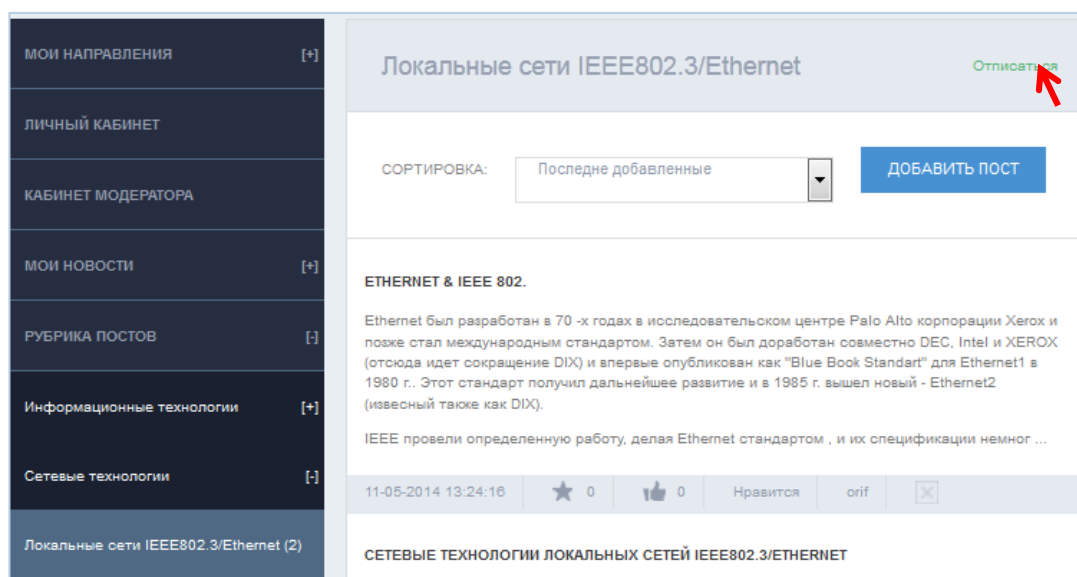 МОИ НАПРАВЛЕНИЯ [+]
ЛИЧНЫЙ КАБИНЕТ
КАБИНЕТ МОДЕРАТОРА
МОИ НОВОСТИ [+]
РУБРИКА ПОСТОВ [-]
Информационные технологии [+]
Сетевые технологии [-]
Локальные сети IEEE802.3/Ethernet (2)
Локальные сети IEEE802.3/Ethernet
Отписаться
СОРТИРОВКА: Последне добавленные
ДОБАВИТЬ ПОСТ
ETHERNET & IEEE 802.
Ethernet был разработан в 70 -х годах в исследовательском центре Palo Alto корпорации Xerox и
позже стал международным стандартом. Затем он был доработан совместно DEC, Intel и XEROX
(отсюда идет сокращение DIX) и впервые опубликован как "Blue Book Standart" для Ethernet1 в
1980 г.. Этот стандарт получил дальнейшее развитие и в 1985 г. вышел новый - Ethernet2
(извесный также как DIX).
IEEE провели определенную работу, делая Ethernet стандартом , и их спецификации немног ...
11-05-2014 13:24:16 0 0 Нравится orif
СЕТЕВЫЕ ТЕХНОЛОГИИ ЛОКАЛЬНЫХ СЕТЕЙ IEEE802.3/ETHERNET